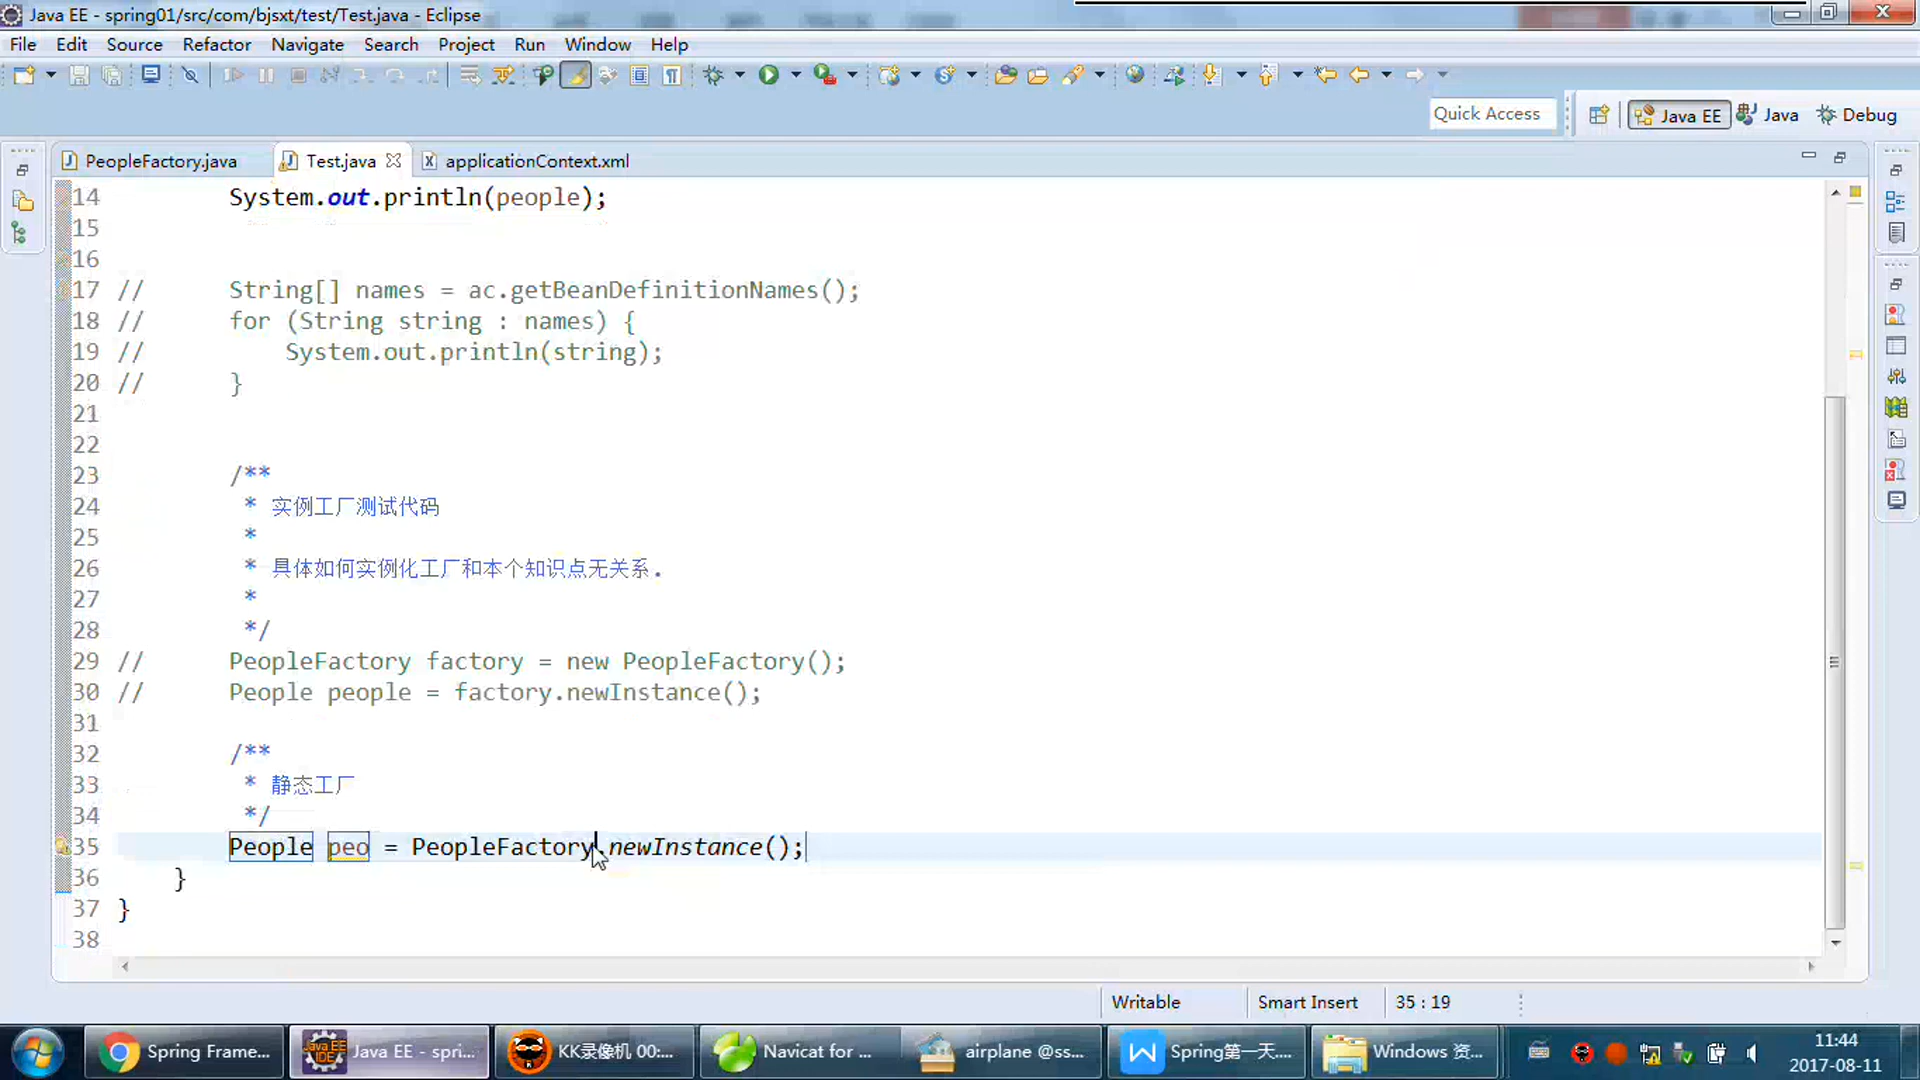 Java EE - spring01/src/com/bjsxt/test/Test.java - Eclipse
File Edit Source Refactor Navigate Search Project Run Window Help
Quick Access Java EE Java Debug
PeopleFactory.java Test.java applicationContext.xml
14 System.out.println(people);
15
16
17 // String[] names = ac.getBeanDefinitionNames();
18 // for (String string : names) {
19 // System.out.println(string);
20 // }
21
22
23 /**
24 * 实例工厂测试代码
25 *
26 * 具体如何实例化工厂和本个知识点无关系.
27 *
28 */
29 // PeopleFactory factory = new PeopleFactory();
30 // People people = factory.newInstance();
31
32 /**
33 * 静态工厂
34 */
35 People peo = PeopleFactory.newInstance();
36 }
37 }
38
Writable Smart Insert 35 : 19
Spring Frame... Java EE - spri... KK录像机 00:... Navicat for ... airplane @ss... Spring第一天.... Windows 资... 11:44
2017-08-11